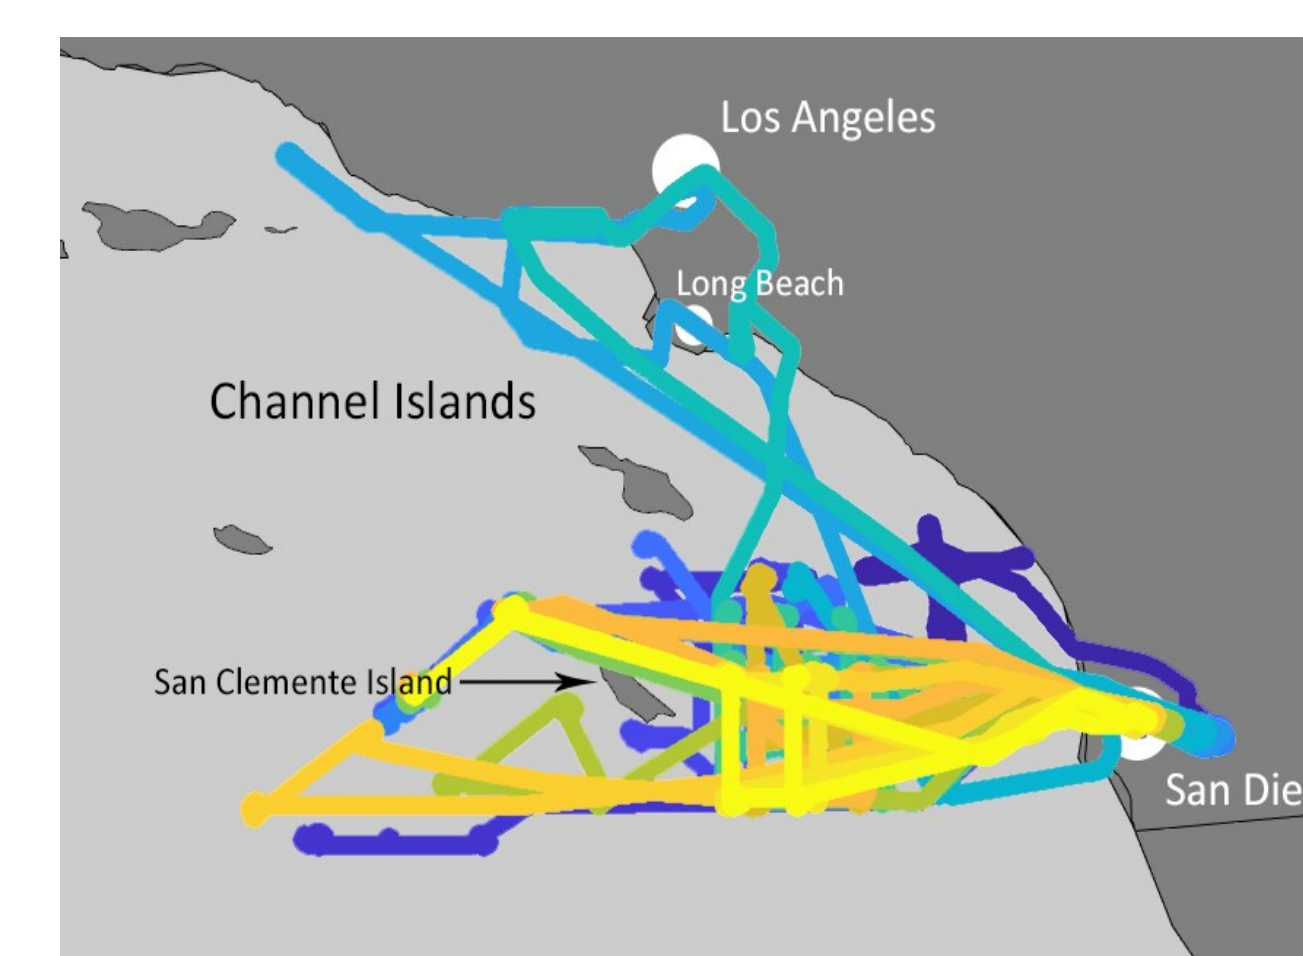 Los Angeles
Long Beach
Channel Islands
San Clemente Island
San Die